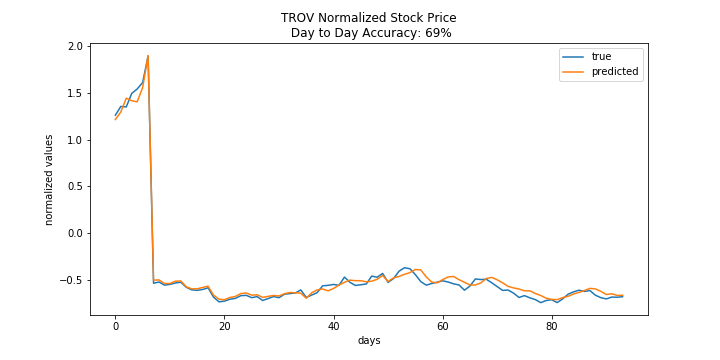 TROV Normalized Stock Price
Day to Day Accuracy: 69%
true
predicted
2.0
1.5
1.0
0.5
0.0
−0.5
normalized values
0 20 40 60 80
days